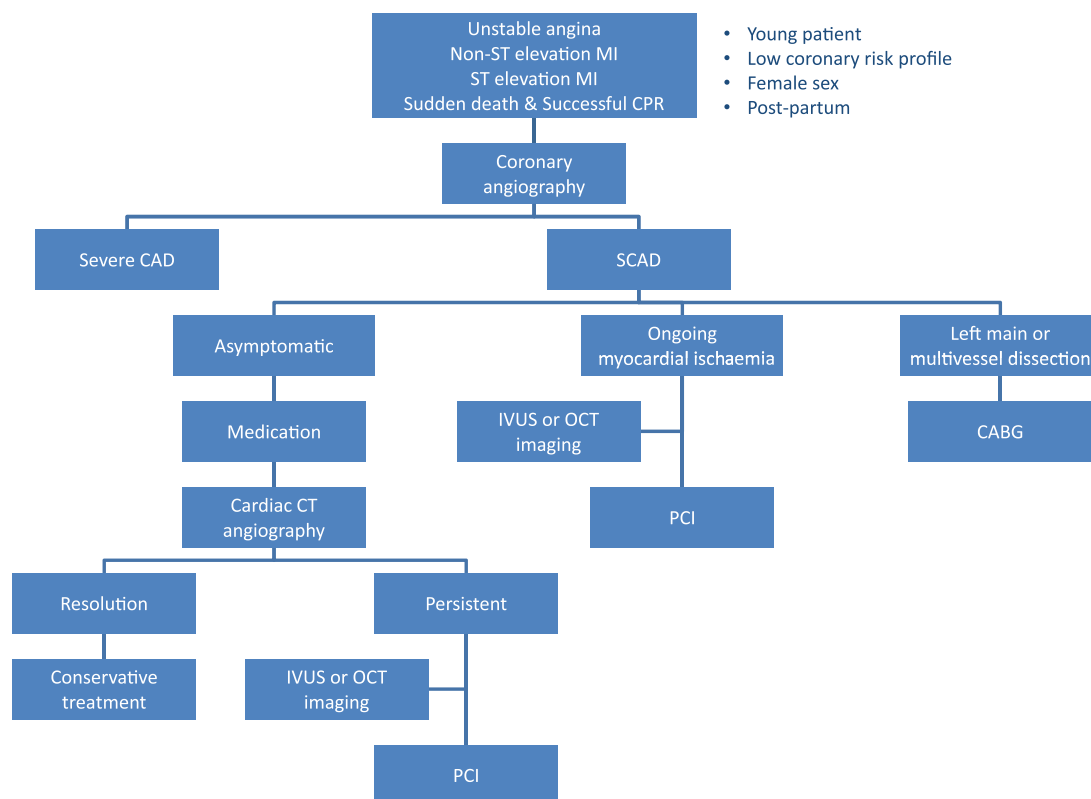 Unstable angina
Non-ST elevation MI
ST elevation MI
Sudden death & Successful CPR
• Young patient
• Low coronary risk profile
• Female sex
• Post-partum
Coronary
angiography
Severe CAD
SCAD
Asymptomatic
Ongoing
myocardial ischaemia
Left main or
multivessel dissection
Medication
IVUS or OCT
imaging
CABG
Cardiac CT
angiography
PCI
Resolution
Persistent
Conservative
treatment
IVUS or OCT
imaging
PCI